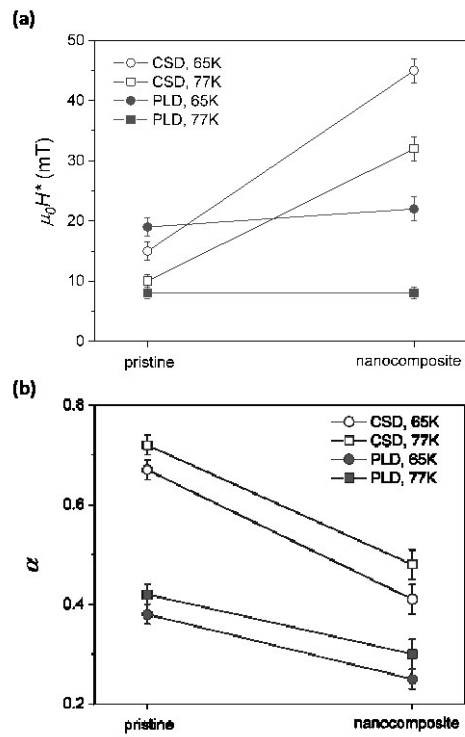 (a)
50
40
30
20
10
0
μ₀H* (mT)
CSD, 65K
CSD, 77K
PLD, 65K
PLD, 77K
pristine
nanocomposite
(b)
0.8
0.6
0.4
0.2
α
CSD, 65K
CSD, 77K
PLD, 65K
PLD, 77K
pristine
nanocomposite